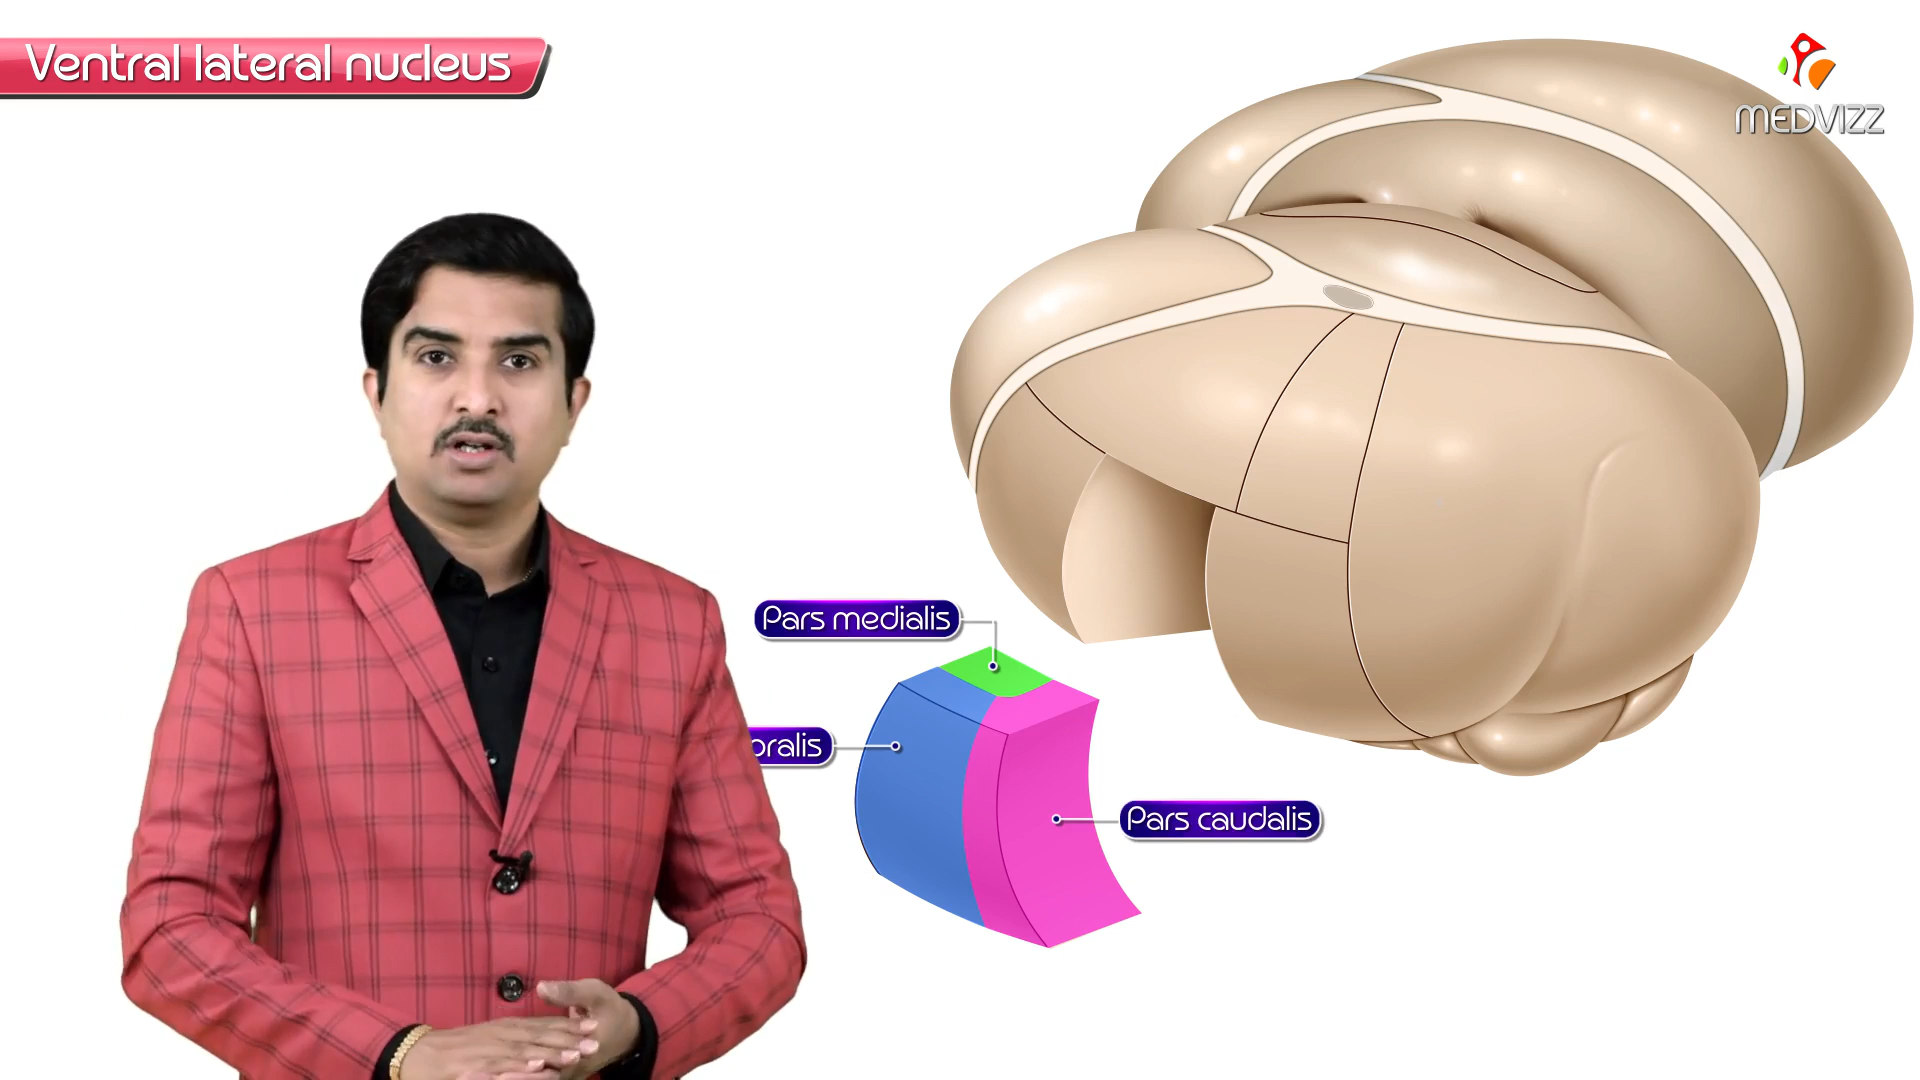 Ventral lateral nucleus
MEDVIZZ
Pars medialis
oralis
Pars caudalis